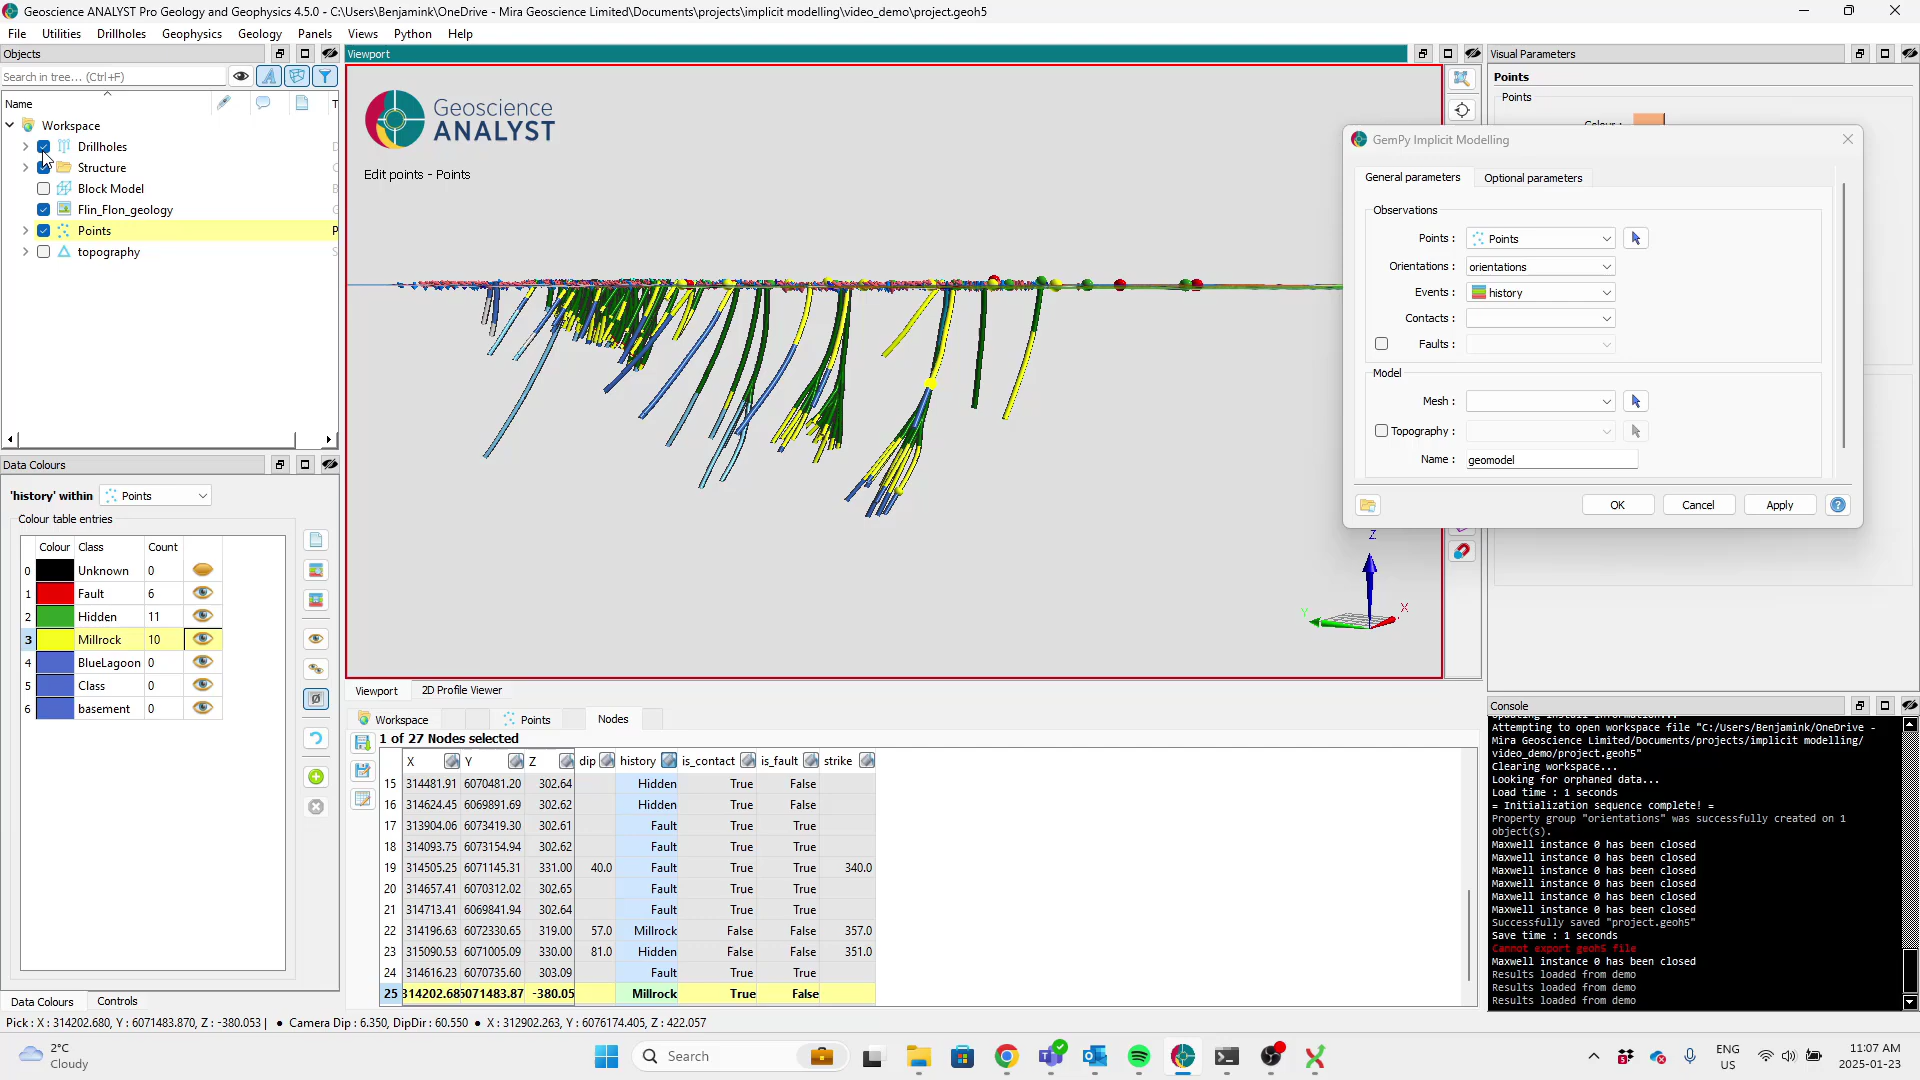 Geoscience ANALYST Pro Geology and Geophysics 4.5.0 - C:\Users\Benjamink\OneDrive - Mira Geoscience Limited\Documents\projects\implicit modelling\video_demo\project.geoh5
File Utilities Drillholes Geophysics Geology Panels Views Python Help
Objects
Search in tree... (Ctrl+F)
Name T
Workspace
Drillholes
Structure
Block Model
Flin_Flon_geology
Points P
topography
Data Colours
'history' within Points
Colour table entries
Colour Class Count
0 Unknown 0
1 Fault 6
2 Hidden 11
3 Millrock 10
4 BlueLagoon 0
5 Class 0
6 basement 0
Data Colours Controls
Viewport
Geoscience
ANALYST
Edit points - Points
Z
Y
X
Viewport 2D Profile Viewer
Workspace Points Nodes
1 of 27 Nodes selected
X Y Z dip history is_contact is_fault strike
15 314481.91 6070481.20 302.64 Hidden True False
16 314624.45 6069891.69 302.62 Hidden True False
17 313904.06 6073419.30 302.61 Fault True True
18 314093.75 6073154.94 302.62 Fault True True
19 314505.25 6071145.31 331.00 40.0 Fault True True 340.0
20 314657.41 6070312.02 302.65 Fault True True
21 314713.41 6069841.94 302.64 Fault True True
22 314196.63 6072330.65 319.00 57.0 Millrock False False 357.0
23 315090.53 6071005.09 330.00 81.0 Hidden False False 351.0
24 314616.23 6070735.60 303.09 Fault True True
25 314202.68 6071483.87 -380.05 Millrock True False
Visual Parameters
Points
Points
GemPy Implicit Modelling
General parameters Optional parameters
Observations
Points : Points
Orientations : orientations
Events : history
Contacts :
Faults :
Model
Mesh :
Topography :
Name : geomodel
OK Cancel Apply
Console
Attempting to open workspace file "C:/Users/Benjamink/OneDrive -
Mira Geoscience Limited/Documents/projects/implicit modelling/
video_demo/project.geoh5"
Clearing workspace...
Looking for orphaned data...
Load time : 1 seconds
= Initialization sequence complete! =
Property group "orientations" was successfully created on 1
object(s).
Maxwell instance 0 has been closed
Maxwell instance 0 has been closed
Maxwell instance 0 has been closed
Maxwell instance 0 has been closed
Maxwell instance 0 has been closed
Maxwell instance 0 has been closed
Successfully saved "project.geoh5"
Save time : 1 seconds
Cannot export geoh5 file
Maxwell instance 0 has been closed
Results loaded from demo
Results loaded from demo
Results loaded from demo
Pick : X : 314202.680, Y : 6071483.870, Z : -380.053 | ● Camera Dip : 6.350, DipDir : 60.550 ● X : 312902.263, Y : 6076174.405, Z : 422.057
2°C
Cloudy
Search
ENG
US
11:07 AM
2025-01-23